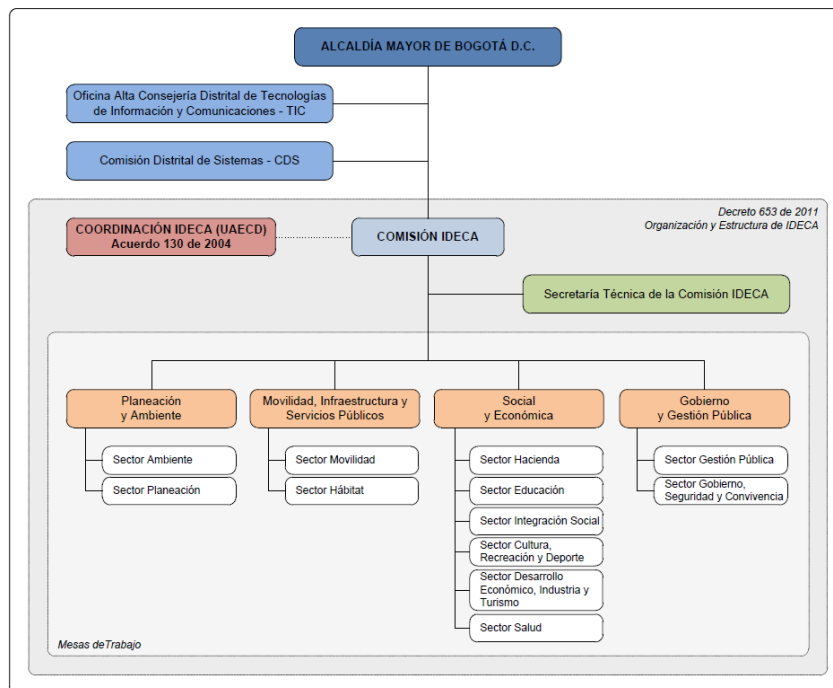 ALCALDÍA MAYOR DE BOGOTÁ D.C.
Oficina Alta Consejería Distrital de Tecnologías
de Información y Comunicaciones - TIC
Comisión Distrital de Sistemas - CDS
Decreto 653 de 2011
Organización y Estructura de IDECA
COORDINACIÓN IDECA (UAECD)
Acuerdo 130 de 2004
COMISIÓN IDECA
Secretaría Técnica de la Comisión IDECA
Planeación
y Ambiente
Sector Ambiente
Sector Planeación
Movilidad, Infraestructura y
Servicios Públicos
Sector Movilidad
Sector Hábitat
Social
y Económica
Sector Hacienda
Sector Educación
Sector Integración Social
Sector Cultura,
Recreación y Deporte
Sector Desarrollo
Económico, Industria y
Turismo
Sector Salud
Gobierno
y Gestión Pública
Sector Gestión Pública
Sector Gobierno,
Seguridad y Convivencia
Mesas deTrabajo